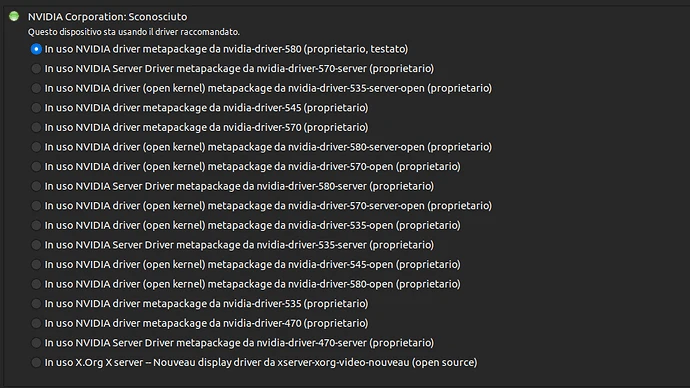 NVIDIA Corporation: Sconosciuto
Questo dispositivo sta usando il driver raccomandato.
In uso NVIDIA driver metapackage da nvidia-driver-580 (proprietario, testato)
In uso NVIDIA Server Driver metapackage da nvidia-driver-570-server (proprietario)
In uso NVIDIA driver (open kernel) metapackage da nvidia-driver-535-server-open (proprietario)
In uso NVIDIA driver metapackage da nvidia-driver-545 (proprietario)
In uso NVIDIA driver metapackage da nvidia-driver-570 (proprietario)
In uso NVIDIA driver (open kernel) metapackage da nvidia-driver-580-server-open (proprietario)
In uso NVIDIA driver (open kernel) metapackage da nvidia-driver-570-open (proprietario)
In uso NVIDIA Server Driver metapackage da nvidia-driver-580-server (proprietario)
In uso NVIDIA driver (open kernel) metapackage da nvidia-driver-570-server-open (proprietario)
In uso NVIDIA driver (open kernel) metapackage da nvidia-driver-535-open (proprietario)
In uso NVIDIA Server Driver metapackage da nvidia-driver-535-server (proprietario)
In uso NVIDIA driver (open kernel) metapackage da nvidia-driver-545-open (proprietario)
In uso NVIDIA driver (open kernel) metapackage da nvidia-driver-580-open (proprietario)
In uso NVIDIA driver metapackage da nvidia-driver-535 (proprietario)
In uso NVIDIA driver metapackage da nvidia-driver-470 (proprietario)
In uso NVIDIA Server Driver metapackage da nvidia-driver-470-server (proprietario)
In uso X.Org X server -- Nouveau display driver da xserver-xorg-video-nouveau (open source)